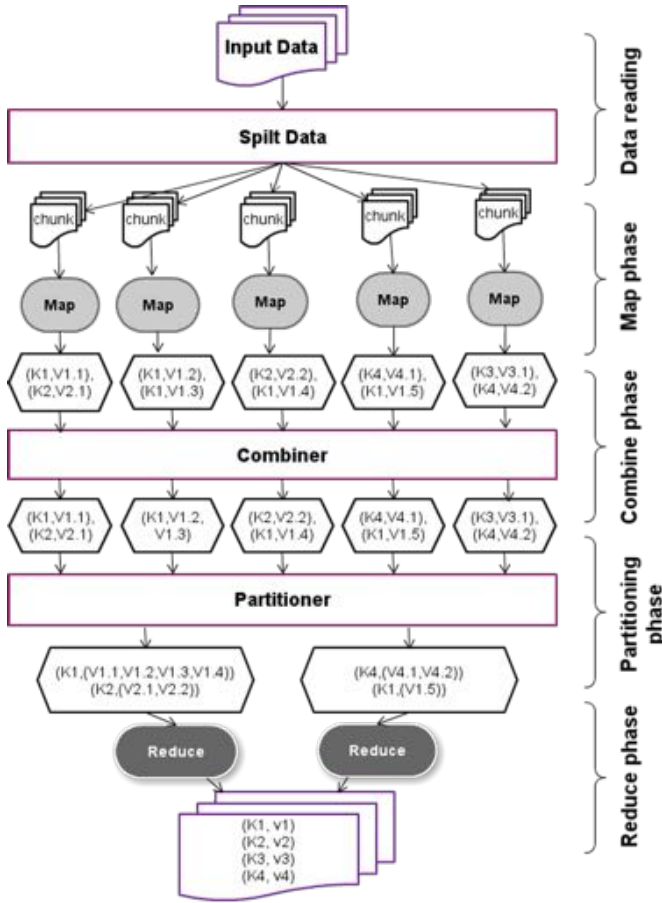 Input Data
Data reading
Spilt Data
chunk
chunk
chunk
chunk
chunk
Map phase
Map
Map
Map
Map
Map
(K1,V1.1),
(K2,V2.1)
(K1,V1.2),
(K1,V1.3)
(K2,V2.2),
(K1,V1.4)
(K4,V4.1),
(K1,V1.5)
(K3,V3.1),
(K4,V4.2)
Combine phase
Combiner
(K1,V1.1),
(K2,V2.1)
(K1,V1.2,
V1.3)
(K2,V2.2),
(K1,V1.4)
(K4,V4.1)
(K1,V1.5)
(K3,V3.1),
(K4,V4.2)
Partitioning
phase
Partitioner
(K1,(V1.1,V1.2,V1.3,V1.4))
(K2,(V2.1,V2.2))
(K4,(V4.1,V4.2))
(K1,(V1.5))
Reduce phase
Reduce
Reduce
(K1, v1)
(K2, v2)
(K3, v3)
(K4, v4)